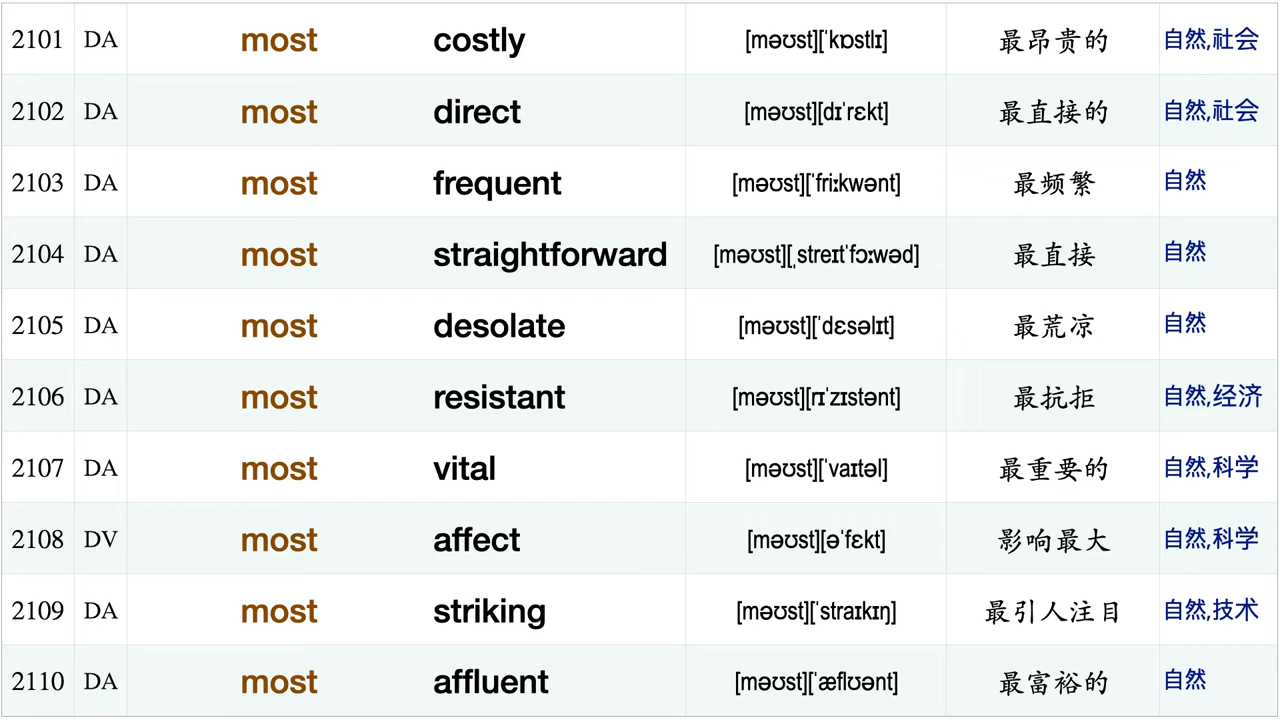 2101 DA most costly [məʊst][ˈkɒstlɪ] 最昂贵的 自然,社会
2102 DA most direct [məʊst][dɪˈrɛkt] 最直接的 自然,社会
2103 DA most frequent [məʊst][ˈfriːkwənt] 最频繁 自然
2104 DA most straightforward [məʊst][ˌstreɪtˈfɔːwəd] 最直接 自然
2105 DA most desolate [məʊst][ˈdɛsəlɪt] 最荒凉 自然
2106 DA most resistant [məʊst][rɪˈzɪstənt] 最抗拒 自然,经济
2107 DA most vital [məʊst][ˈvaɪtəl] 最重要的 自然,科学
2108 DV most affect [məʊst][əˈfɛkt] 影响最大 自然,科学
2109 DA most striking [məʊst][ˈstraɪkɪŋ] 最引人注目 自然,技术
2110 DA most affluent [məʊst][ˈæflʊənt] 最富裕的 自然